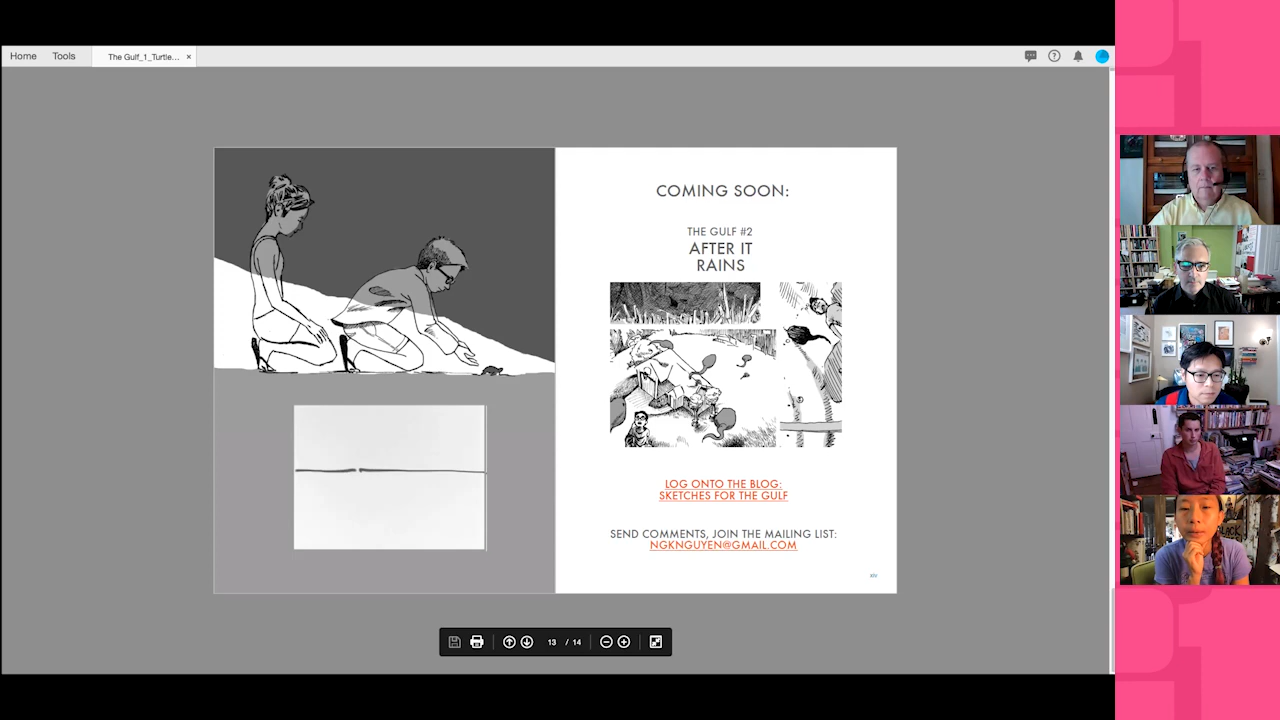 Home Tools The Gulf_1_Turtle... ×
COMING SOON:
THE GULF #2
AFTER IT
RAINS
LOG ONTO THE BLOG:
SKETCHES FOR THE GULF
SEND COMMENTS, JOIN THE MAILING LIST:
NGKNGUYEN@GMAIL.COM
xiv
13 / 14